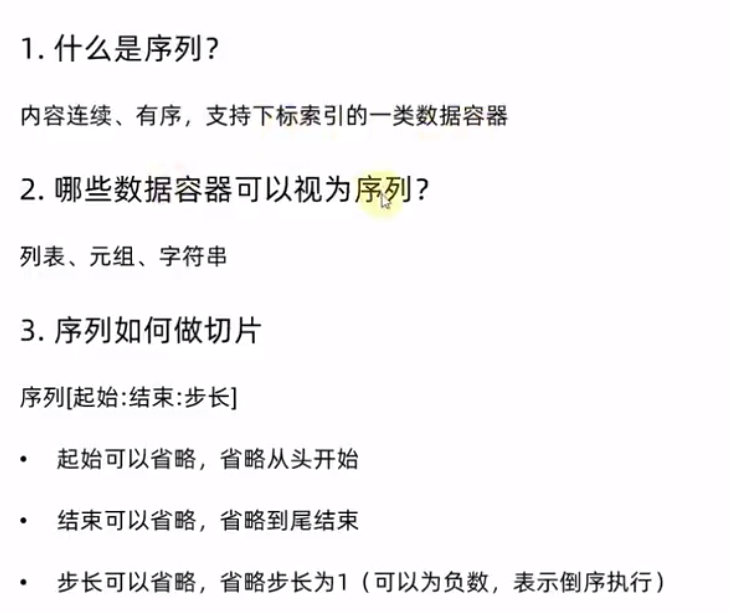 1. 什么是序列？
内容连续、有序，支持下标索引的一类数据容器
2. 哪些数据容器可以视为序列？
列表、元组、字符串
3. 序列如何做切片
序列[起始:结束:步长]
• 起始可以省略，省略从头开始
• 结束可以省略，省略到尾结束
• 步长可以省略，省略步长为1（可以为负数，表示倒序执行）